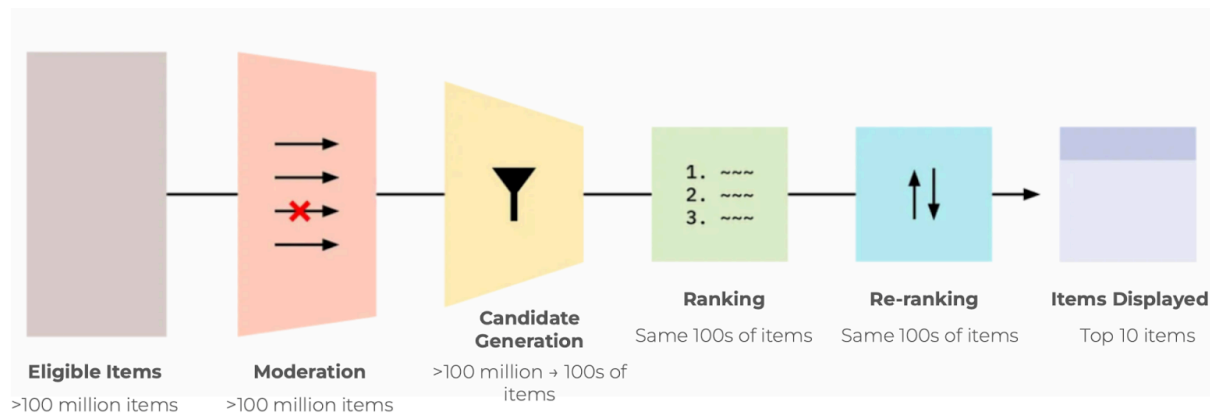 1. ~~~
2. ~~~
3. ~~~
Eligible Items
>100 million items
Moderation
>100 million items
Candidate
Generation
>100 million → 100s of
items
Ranking
Same 100s of items
Re-ranking
Same 100s of items
Items Displayed
Top 10 items